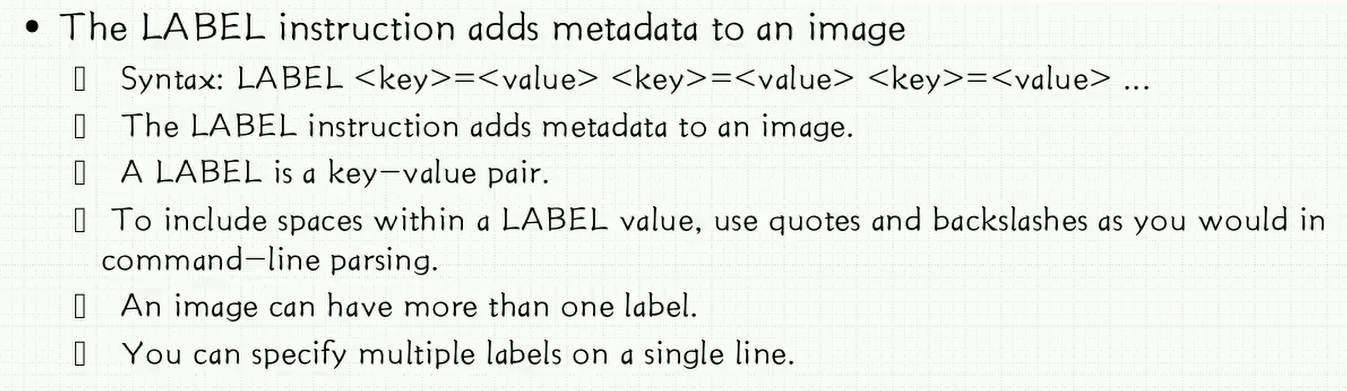 • The LABEL instruction adds metadata to an image
▯ Syntax: LABEL <key>=<value> <key>=<value> <key>=<value> ...
▯ The LABEL instruction adds metadata to an image.
▯ A LABEL is a key-value pair.
▯ To include spaces within a LABEL value, use quotes and backslashes as you would in
command-line parsing.
▯ An image can have more than one label.
▯ You can specify multiple labels on a single line.